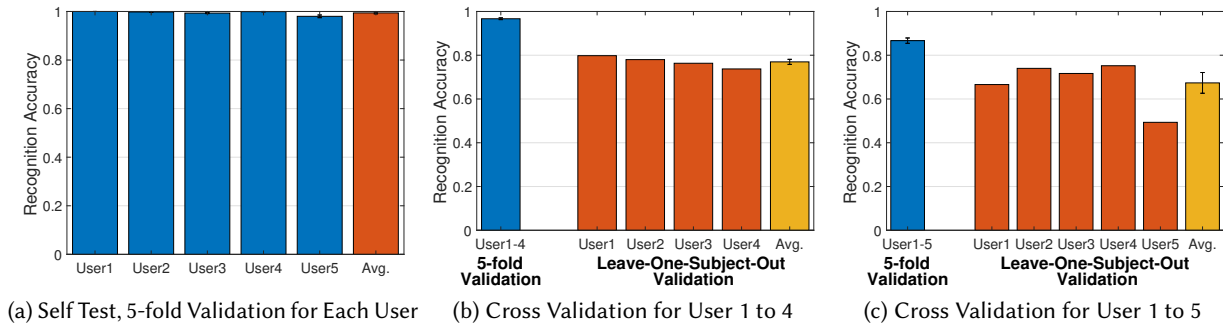 Recognition Accuracy
1
0.8
0.6
0.4
0.2
0
User1 User2 User3 User4 User5 Avg.
(a) Self Test, 5-fold Validation for Each User
Recognition Accuracy
1
0.8
0.6
0.4
0.2
0
User1-4 User1 User2 User3 User4 Avg.
5-fold Validation
Leave-One-Subject-Out Validation
(b) Cross Validation for User 1 to 4
Recognition Accuracy
1
0.8
0.6
0.4
0.2
0
User1-5 User1 User2 User3 User4 User5 Avg.
5-fold Validation
Leave-One-Subject-Out Validation
(c) Cross Validation for User 1 to 5